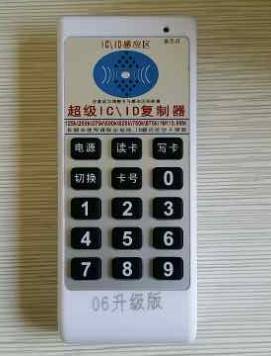 IC\ID感应区
超级IC\ID复制器
电源 读卡 写卡
切换 卡号 0
1 2 3
4 5 6
7 8 9
06升级版